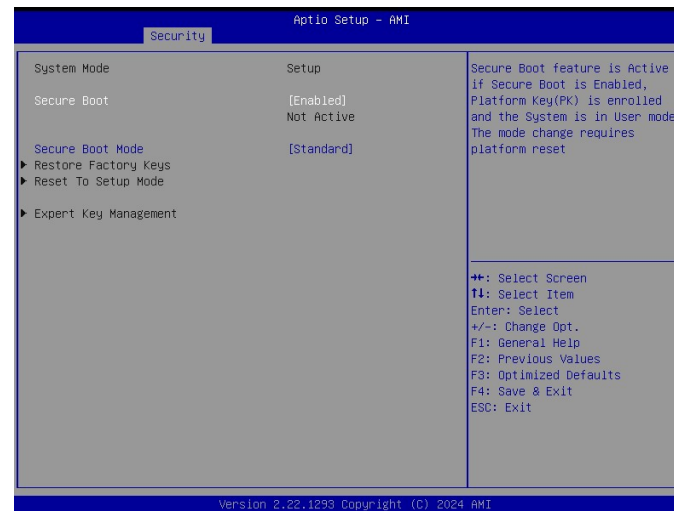 Aptio Setup - AMI
Security
System Mode Setup
Secure Boot [Enabled]
Not Active
Secure Boot Mode [Standard]
Restore Factory Keys
Reset To Setup Mode
Expert Key Management
Secure Boot feature is Active
if Secure Boot is Enabled,
Platform Key(PK) is enrolled
and the System is in User mode
The mode change requires
platform reset
→←: Select Screen
↑↓: Select Item
Enter: Select
+/-: Change Opt.
F1: General Help
F2: Previous Values
F3: Optimized Defaults
F4: Save & Exit
ESC: Exit
Version 2.22.1293 Copyright (C) 2024 AMI